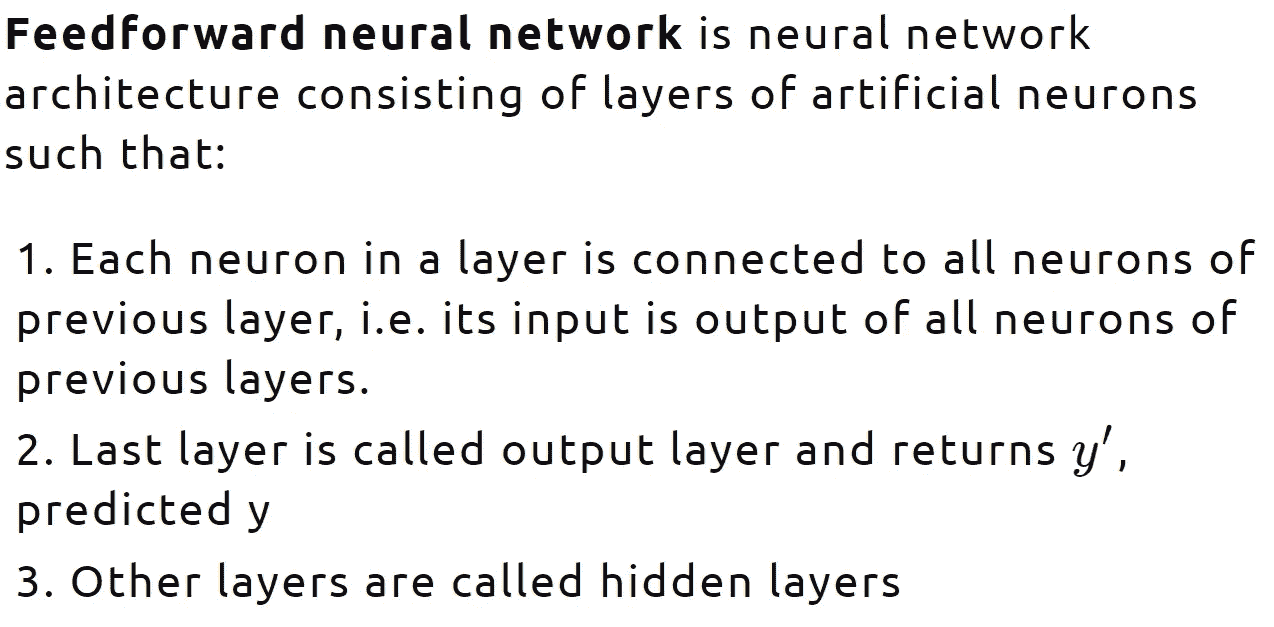 Feedforward neural network is neural network
architecture consisting of layers of artificial neurons
such that:
1. Each neuron in a layer is connected to all neurons of
previous layer, i.e. its input is output of all neurons of
previous layers.
2. Last layer is called output layer and returns y′,
predicted y
3. Other layers are called hidden layers